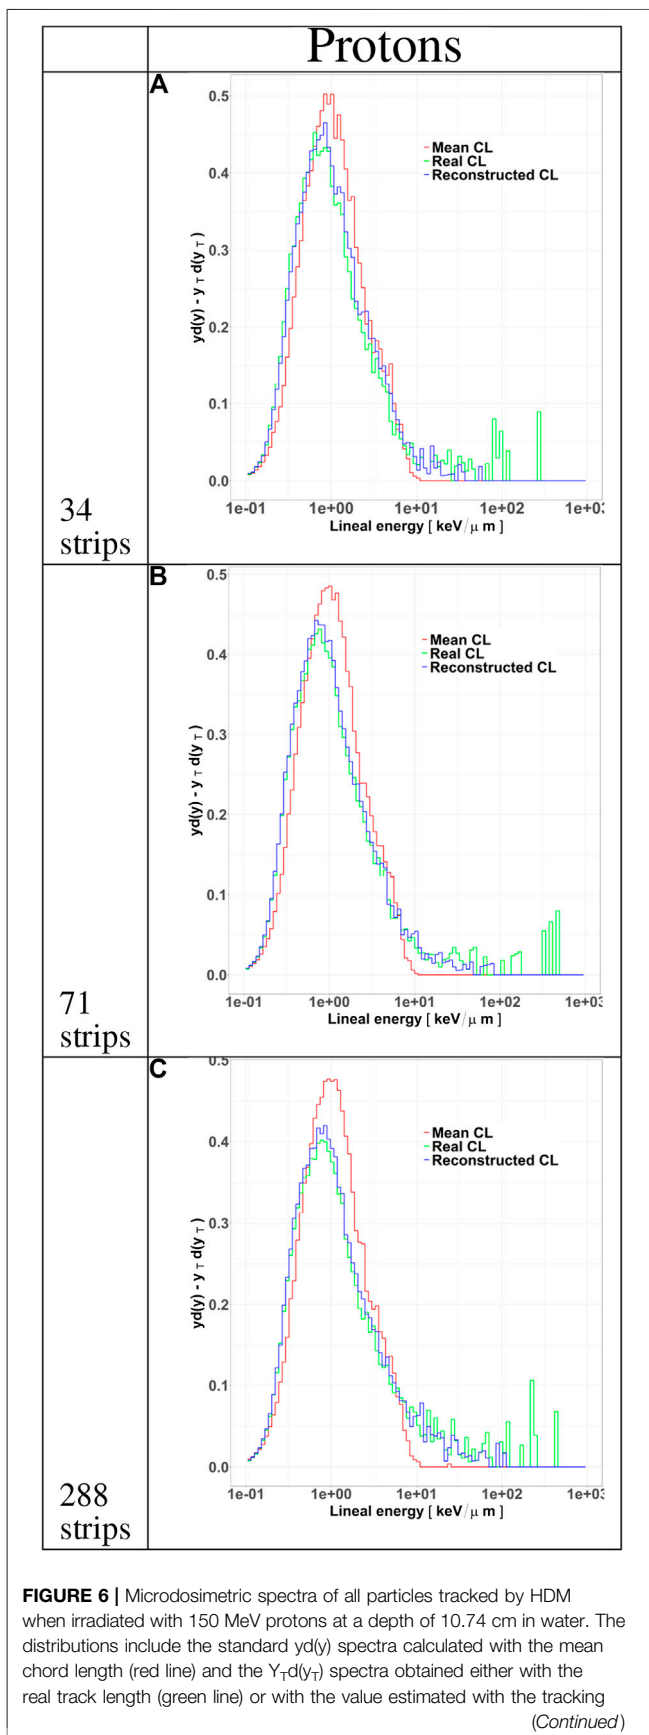 Protons
34
strips
A
0.5
0.4
0.3
0.2
0.1
0.0
yd(y) - y T d(y T)
Mean CL
Real CL
Reconstructed CL
1e-01 1e+00 1e+01 1e+02 1e+03
Lineal energy [ keV/μ m ]
71
strips
B
0.5
0.4
0.3
0.2
0.1
0.0
yd(y) - y T d(y T)
Mean CL
Real CL
Reconstructed CL
1e-01 1e+00 1e+01 1e+02 1e+03
Lineal energy [ keV/μ m ]
288
strips
C
0.5
0.4
0.3
0.2
0.1
0.0
yd(y) - y T d(y T)
Mean CL
Real CL
Reconstructed CL
1e-01 1e+00 1e+01 1e+02 1e+03
Lineal energy [ keV/μ m ]
FIGURE 6 | Microdosimetric spectra of all particles tracked by HDM
when irradiated with 150 MeV protons at a depth of 10.74 cm in water. The
distributions include the standard yd(y) spectra calculated with the mean
chord length (red line) and the YTd(yT) spectra obtained either with the
real track length (green line) or with the value estimated with the tracking
(Continued)